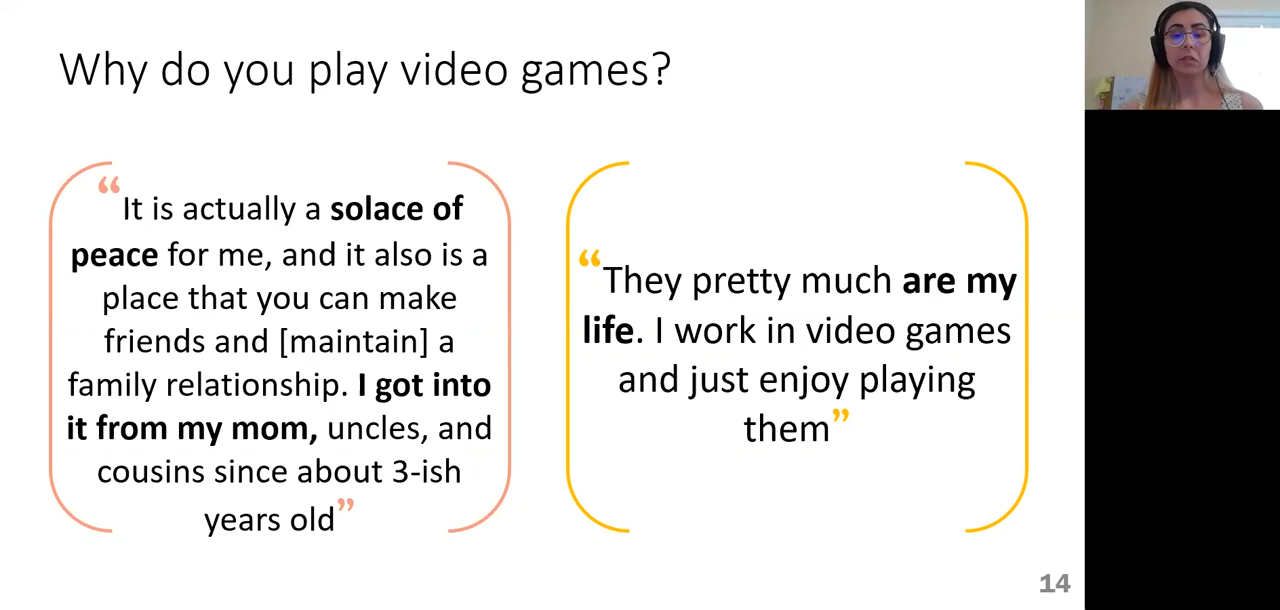 Why do you play video games?
“It is actually a solace of
peace for me, and it also is a
place that you can make
friends and [maintain] a
family relationship. I got into
it from my mom, uncles, and
cousins since about 3-ish
years old”
“They pretty much are my
life. I work in video games
and just enjoy playing
them”
14